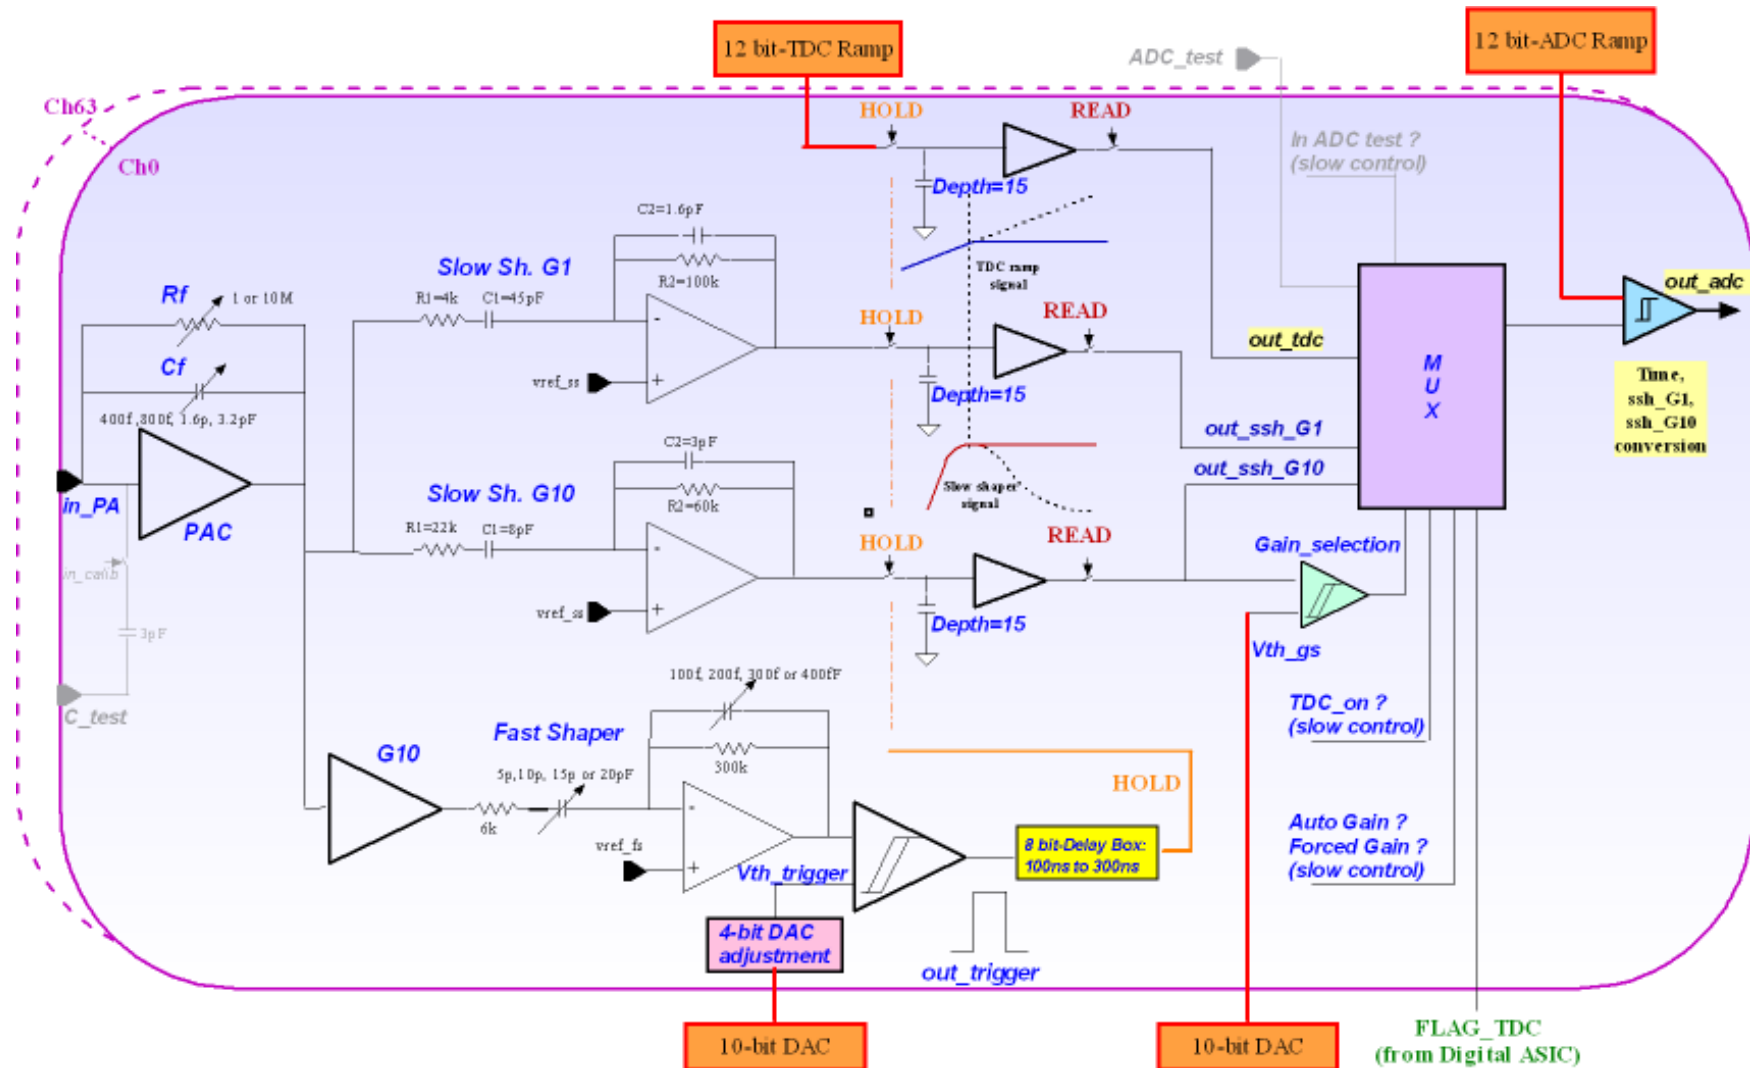 12 bit-TDC Ramp
12 bit-ADC Ramp
ADC_test
Ch63
Ch0
HOLD
READ
In ADC test ?
(slow control)
Depth=15
C2=1.6pF
R2=100k
Slow Sh. G1
R1=4k
C1=45pF
TDC ramp
signal
Rf
1 or 10M
Cf
400f,800f, 1.6p, 3.2pF
HOLD
READ
out_adc
out_tdc
M
U
X
vref_ss
Depth=15
Time,
ssh_G1,
ssh_G10
conversion
out_ssh_G1
out_ssh_G10
C2=3pF
R2=60k
Slow Sh. G10
R1=22k
C1=8pF
Slow shaper
signal
in_PA
PAC
HOLD
READ
Gain_selection
in_calib
vref_ss
Depth=15
3pF
Vth_gs
C_test
100f, 200f, 300f or 400fF
TDC_on ?
(slow control)
Fast Shaper
G10
5p,10p, 15p or 20pF
300k
HOLD
6k
vref_fs
Vth_trigger
8 bit-Delay Box:
100ns to 300ns
Auto Gain ?
Forced Gain ?
(slow control)
4-bit DAC
adjustment
out_trigger
10-bit DAC
10-bit DAC
FLAG_TDC
(from Digital ASIC)